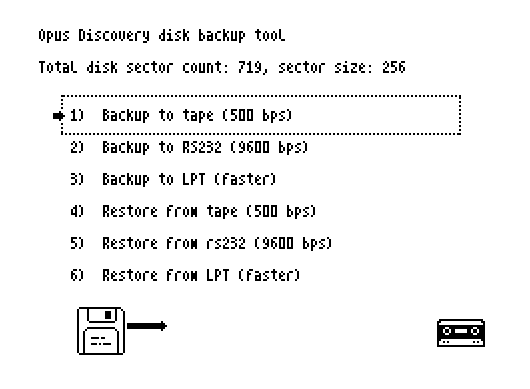 Opus Discovery disk backup tool
Total disk sector count: 719, sector size: 256
1) Backup to tape (500 bps)
2) Backup to RS232 (9600 bps)
3) Backup to LPT (faster)
4) Restore from tape (500 bps)
5) Restore from rs232 (9600 bps)
6) Restore from LPT (faster)